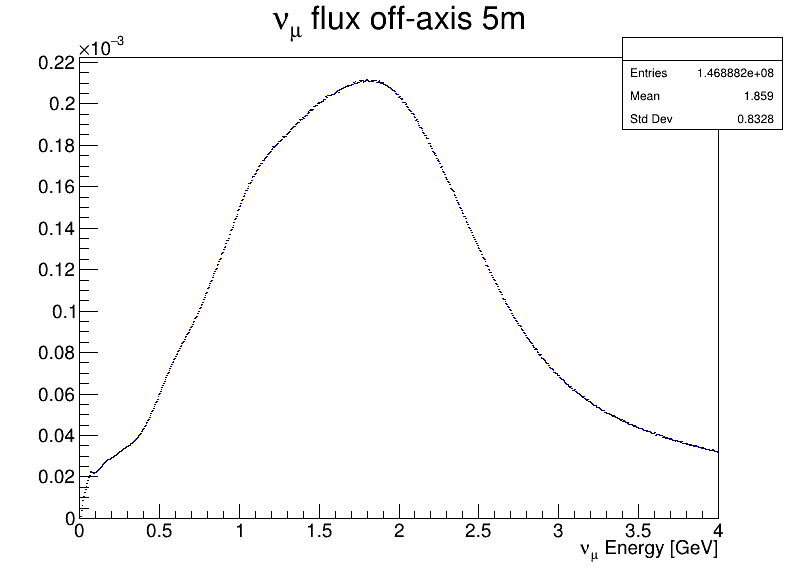 ν_μ flux off-axis 5m
×10⁻³
Entries 1.468882e+08
Mean 1.859
Std Dev 0.8328
0.22
0.2
0.18
0.16
0.14
0.12
0.1
0.08
0.06
0.04
0.02
0
0 0.5 1 1.5 2 2.5 3 3.5 4
ν_μ Energy [GeV]